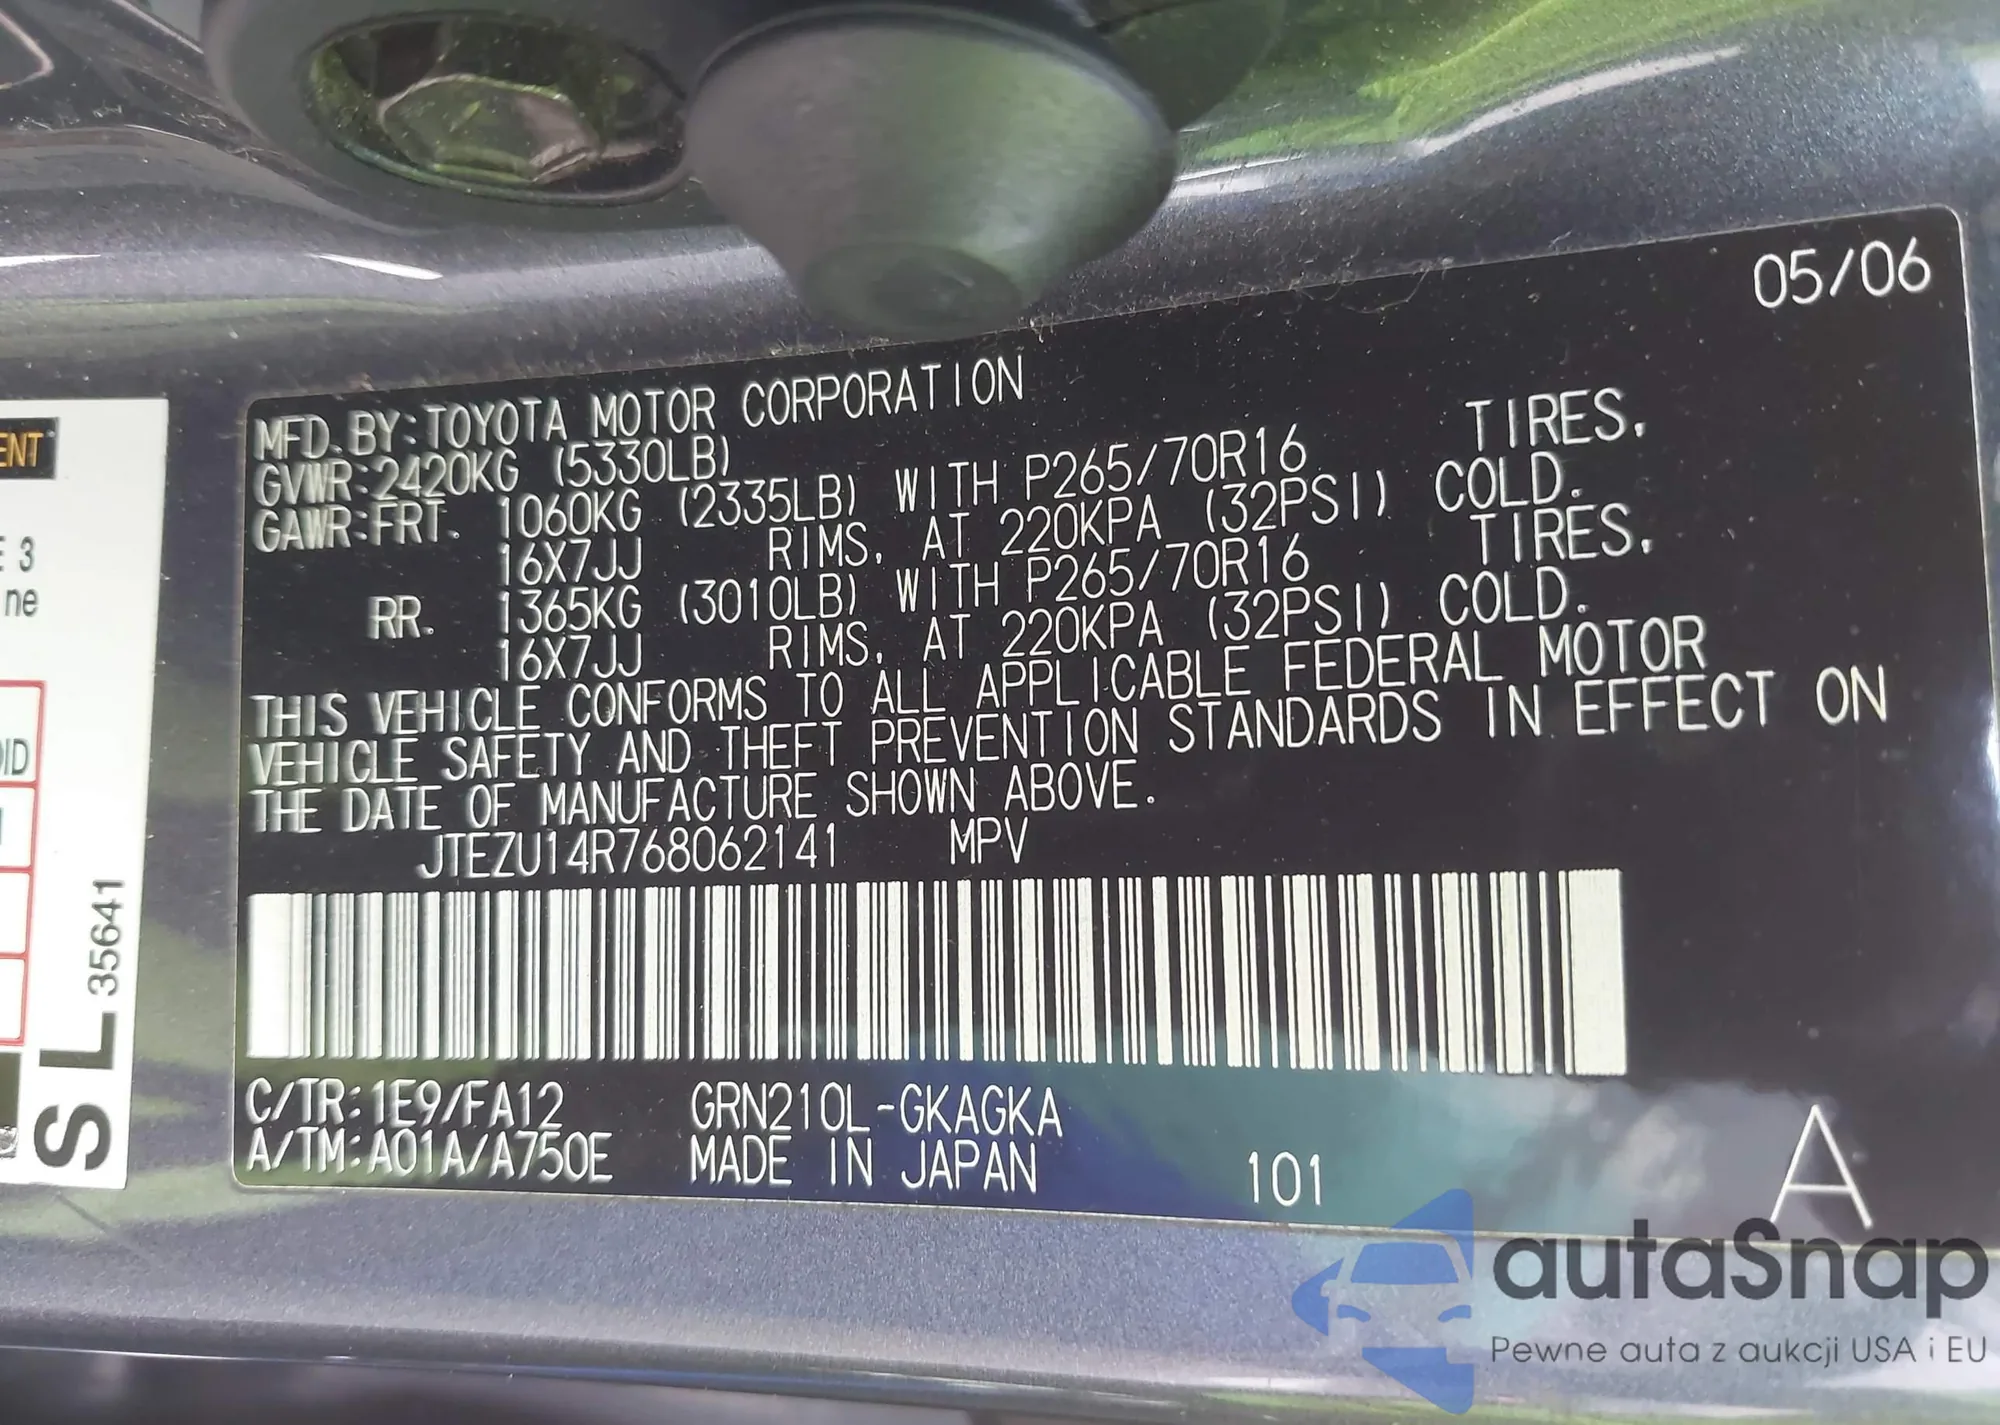 05/06
MFD.BY:TOYOTA MOTOR CORPORATION
GVWR:2420KG (5330LB)
GAWR:FRT. 1060KG (2335LB) WITH P265/70R16 TIRES,
16X7JJ RIMS, AT 220KPA (32PSI) COLD.
RR. 1365KG (3010LB) WITH P265/70R16 TIRES,
16X7JJ RIMS, AT 220KPA (32PSI) COLD.
THIS VEHICLE CONFORMS TO ALL APPLICABLE FEDERAL MOTOR
VEHICLE SAFETY AND THEFT PREVENTION STANDARDS IN EFFECT ON
THE DATE OF MANUFACTURE SHOWN ABOVE.
JTEZU14R768062141 MPV
C/TR:1E9/FA12 GRN210L-GKAGKA
A/TM:A01A/A750E MADE IN JAPAN 101 A
ENT
E 3
ne
OID
SL 35641
autaSnap
Pewne auta z aukcji USA i EU